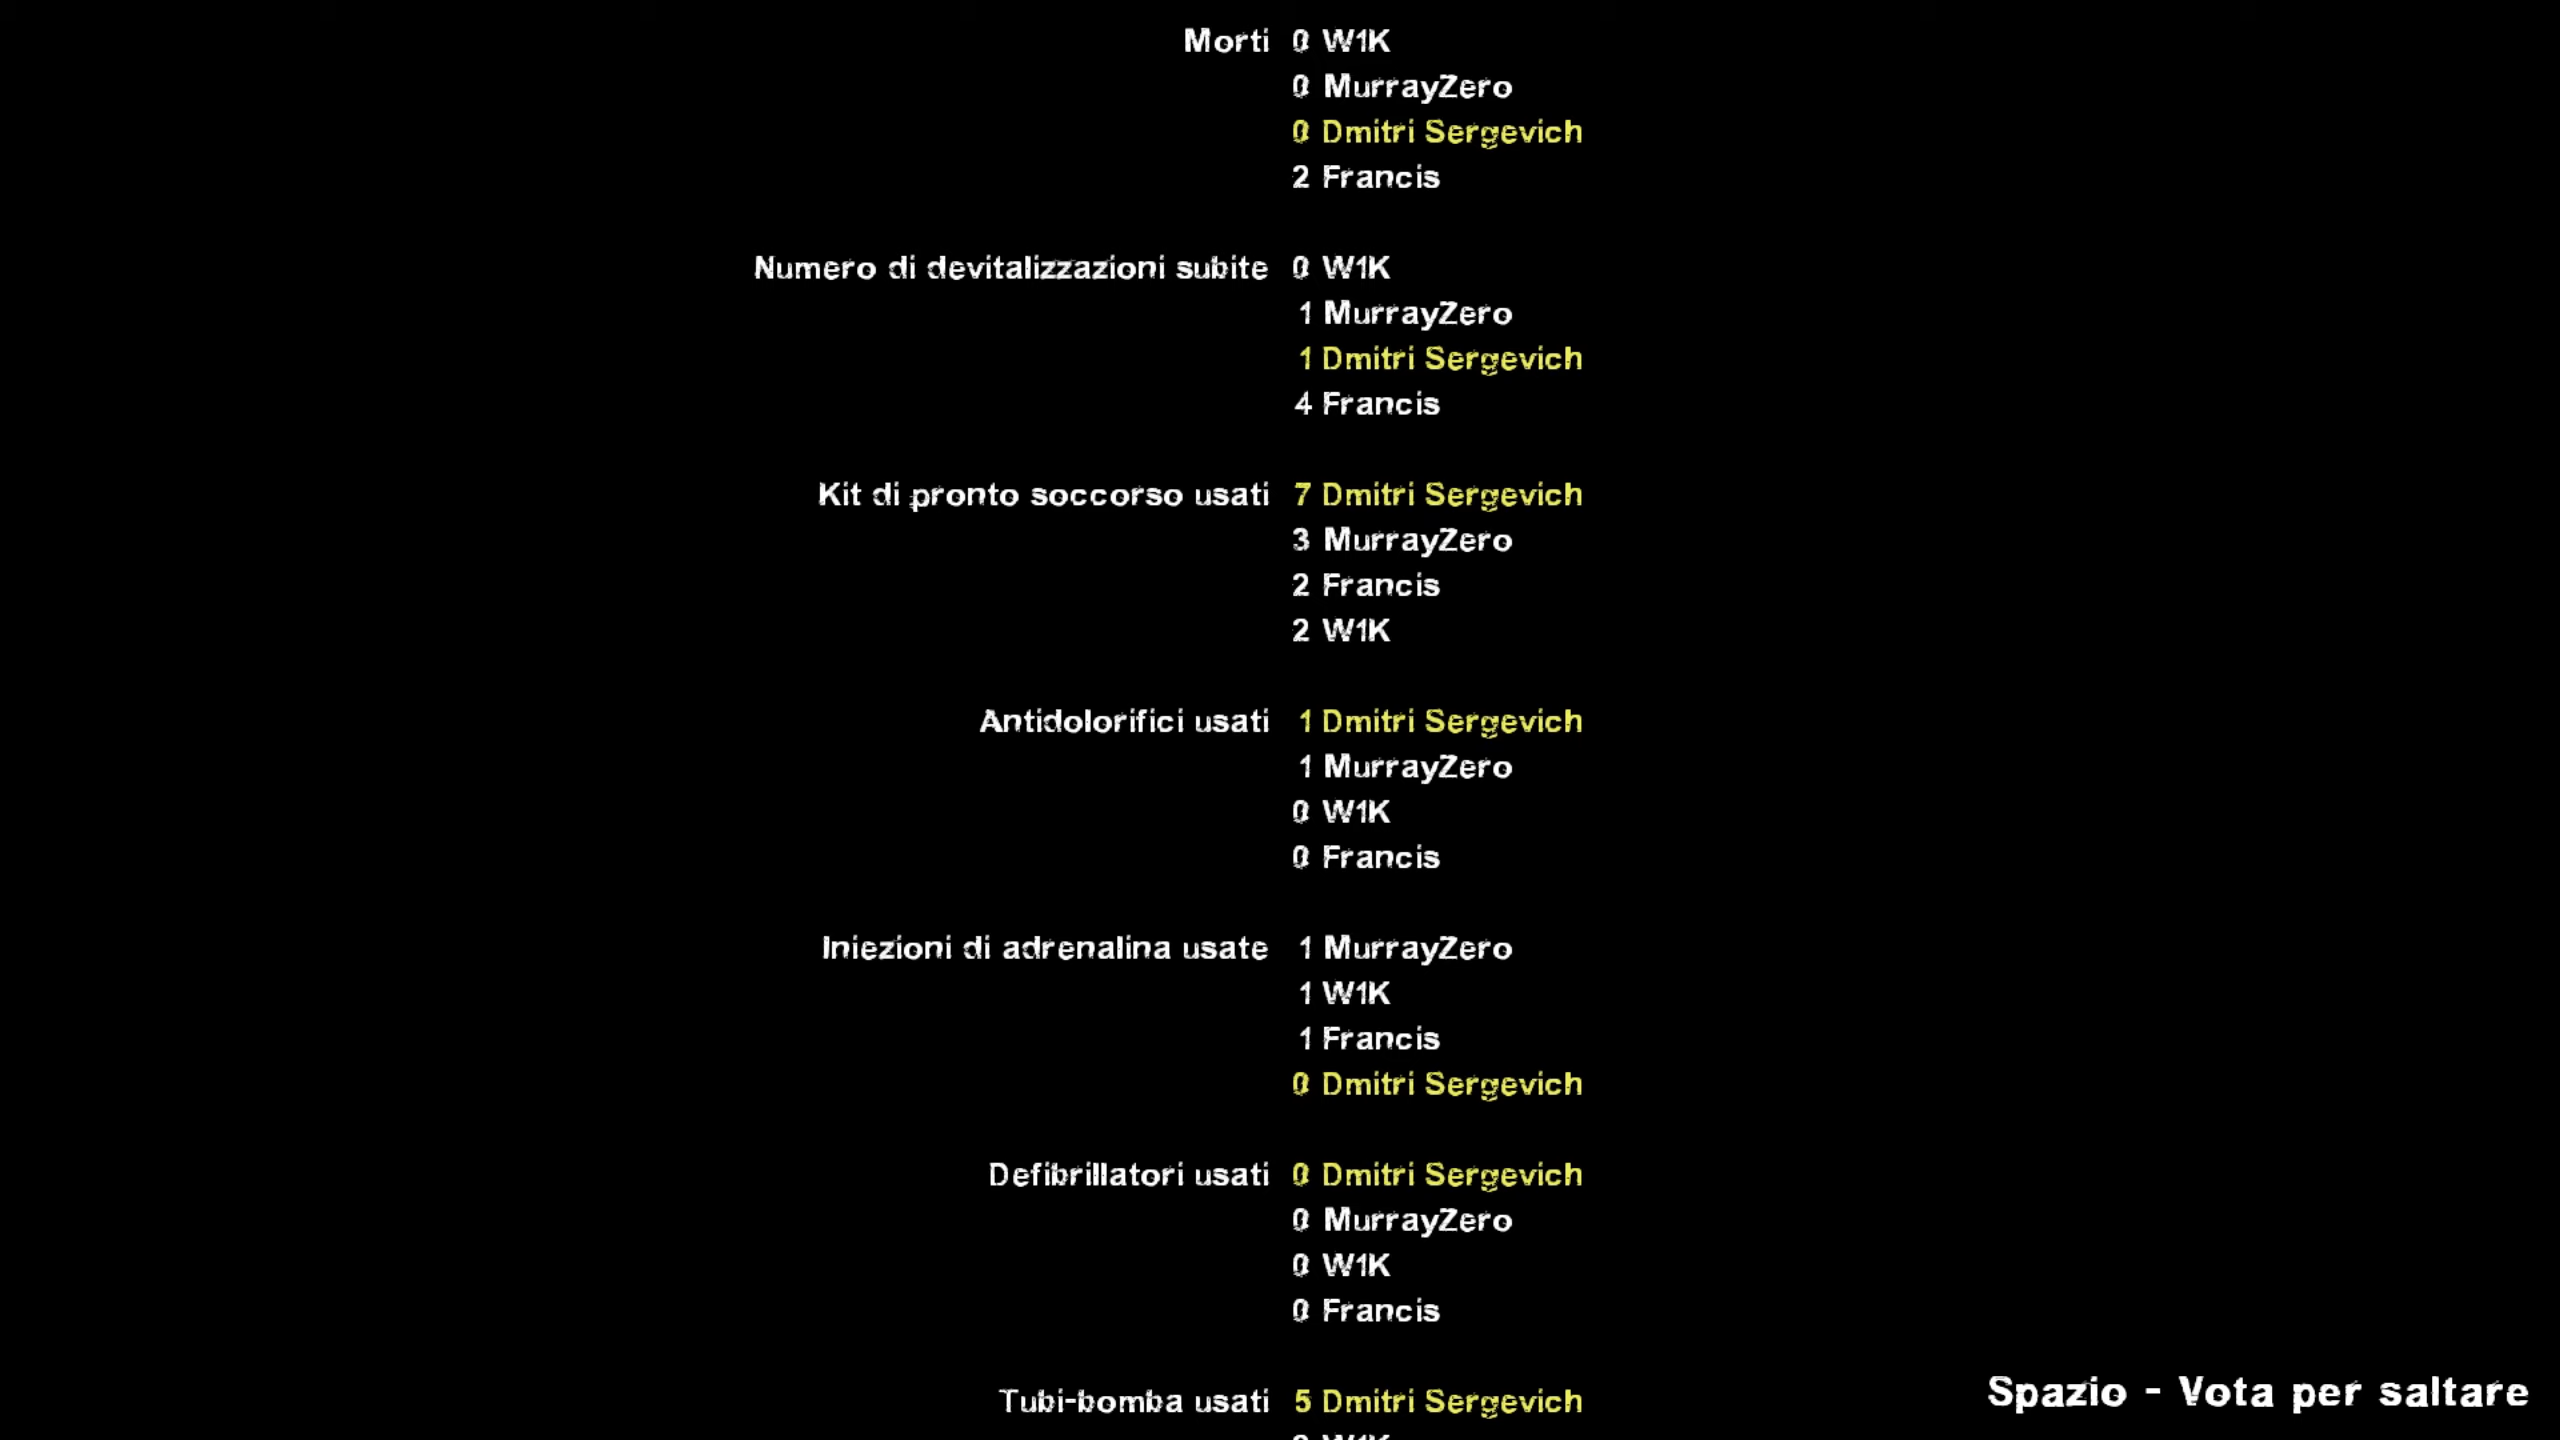 Morti 0 W1K
0 MurrayZero
0 Dmitri Sergevich
2 Francis
Numero di devitalizzazioni subite 0 W1K
1 MurrayZero
1 Dmitri Sergevich
4 Francis
Kit di pronto soccorso usati 7 Dmitri Sergevich
3 MurrayZero
2 Francis
2 W1K
Antidolorifici usati 1 Dmitri Sergevich
1 MurrayZero
0 W1K
0 Francis
Iniezioni di adrenalina usate 1 MurrayZero
1 W1K
1 Francis
0 Dmitri Sergevich
Defibrillatori usati 0 Dmitri Sergevich
0 MurrayZero
0 W1K
0 Francis
Tubi-bomba usati 5 Dmitri Sergevich
W1K
Spazio - Vota per saltare